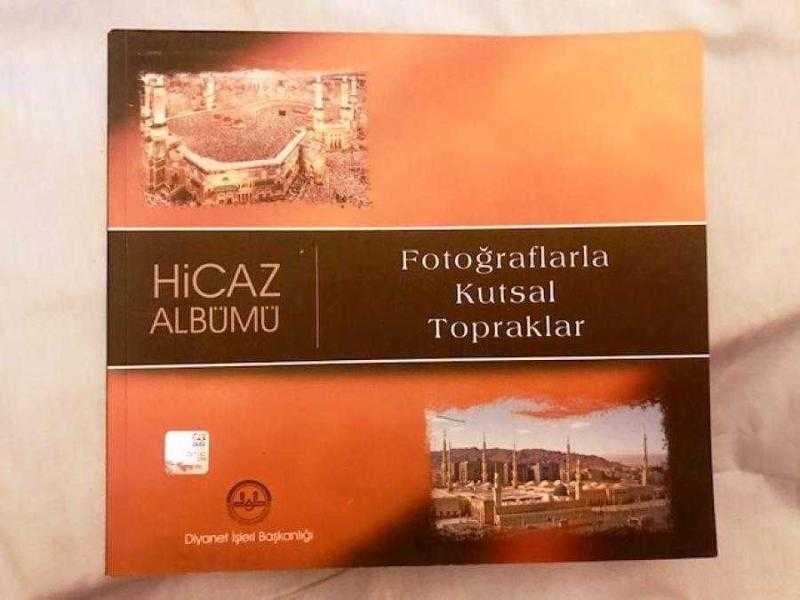 HiCAZ
ALBÜMÜ
Fotoğraflarla
Kutsal
Topraklar
Diyanet İşleri Başkanlığı